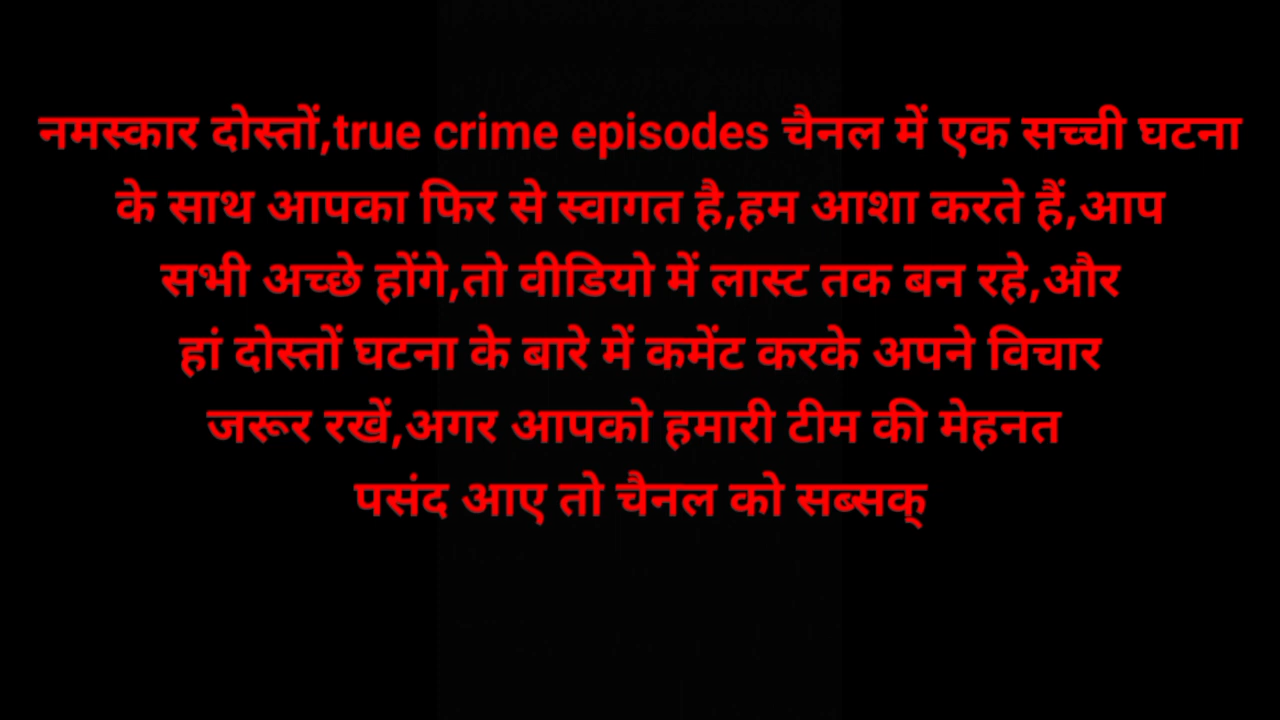 नमस्कार दोस्तों,true crime episodes चैनल में एक सच्ची घटना
के साथ आपका फिर से स्वागत है,हम आशा करते हैं,आप
सभी अच्छे होंगे,तो वीडियो में लास्ट तक बन रहे,और
हां दोस्तों घटना के बारे में कमेंट करके अपने विचार
जरूर रखें,अगर आपको हमारी टीम की मेहनत
पसंद आए तो चैनल को सब्सक्